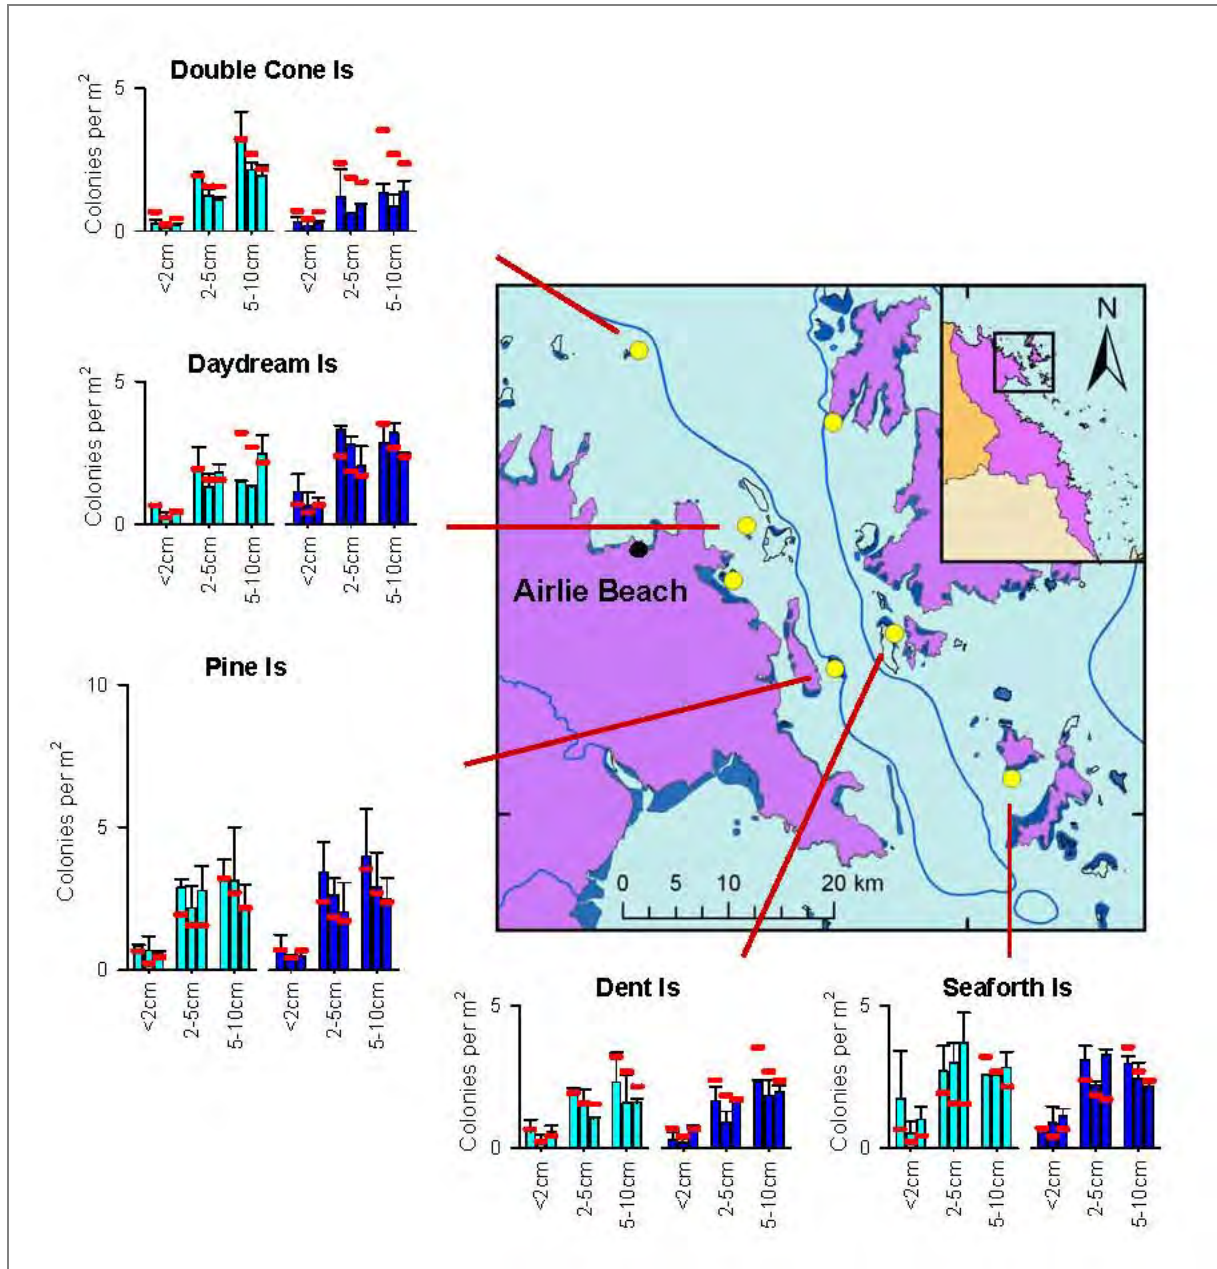 Double Cone Is
Colonies per m²
5
0
<2cm
2-5cm
5-10cm
<2cm
2-5cm
5-10cm
Daydream Is
Colonies per m²
5
0
<2cm
2-5cm
5-10cm
<2cm
2-5cm
5-10cm
Pine Is
Colonies per m²
10
5
0
<2cm
2-5cm
5-10cm
<2cm
2-5cm
5-10cm
N
Airlie Beach
0 5 10 20 km
Dent Is
Colonies per m²
5
0
<2cm
2-5cm
5-10cm
<2cm
2-5cm
5-10cm
Seaforth Is
Colonies per m²
5
0
<2cm
2-5cm
5-10cm
<2cm
2-5cm
5-10cm